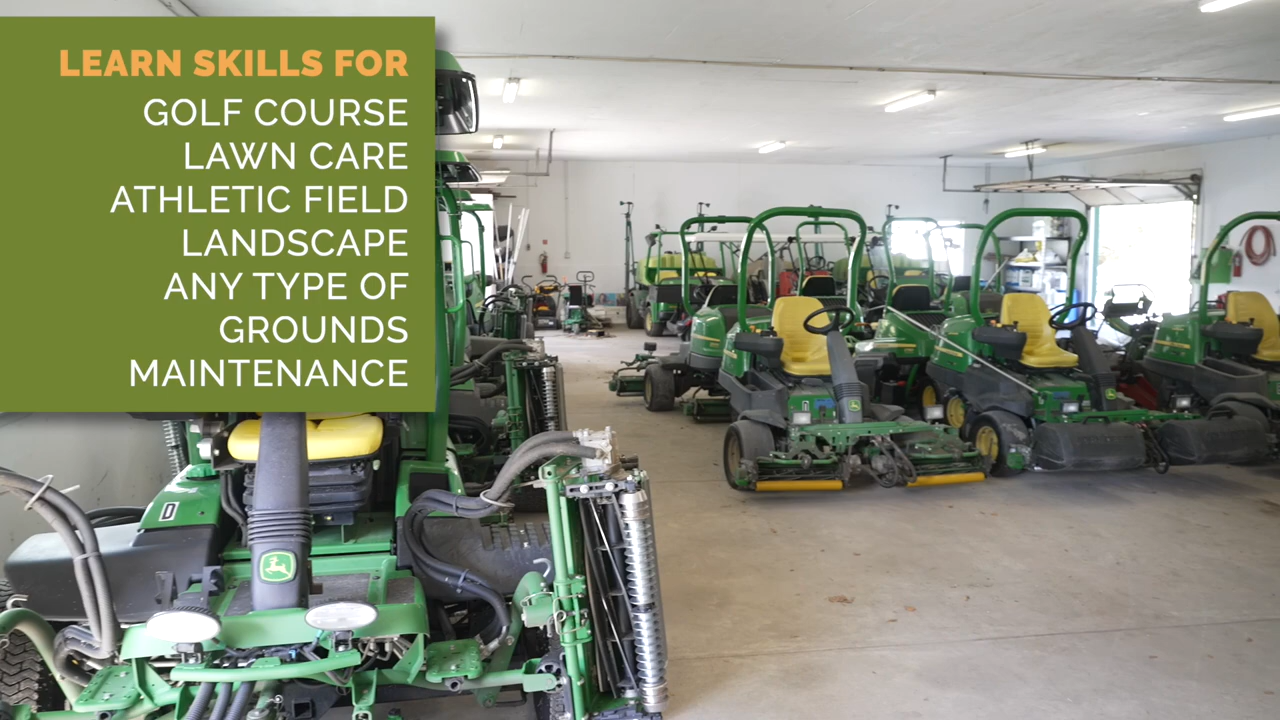 LEARN SKILLS FOR
GOLF COURSE
LAWN CARE
ATHLETIC FIELD
LANDSCAPE
ANY TYPE OF
GROUNDS
MAINTENANCE
D